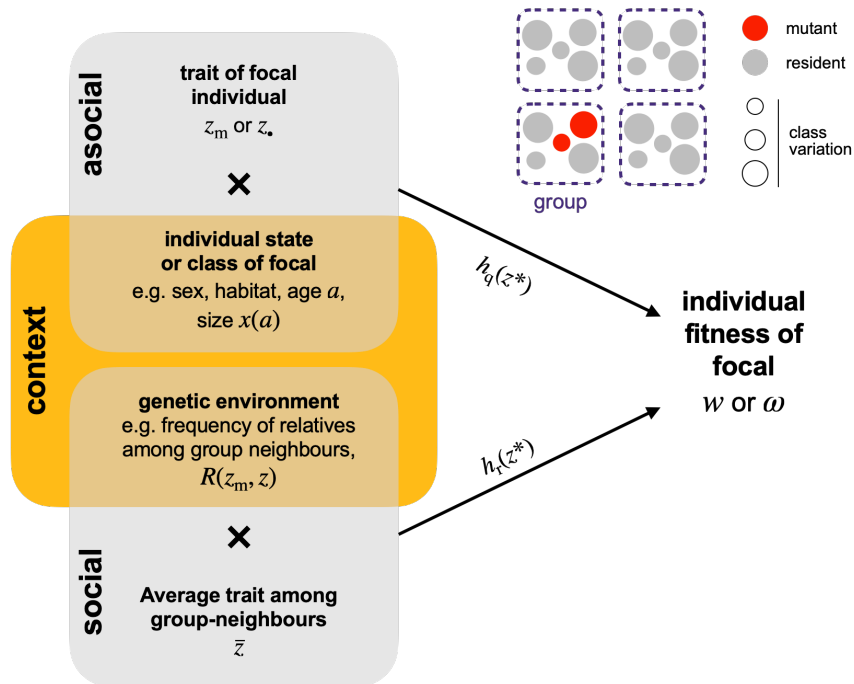 asocial
trait of focal
individual
zₘ or z•
×
context
individual state
or class of focal
e.g. sex, habitat, age a,
size x(a)
genetic environment
e.g. frequency of relatives
among group neighbours,
R(zₘ, z)
×
social
Average trait among
group-neighbours
z̄
h_q(z*)
h_r(z*)
group
mutant
resident
class
variation
individual
fitness of
focal
w or ω